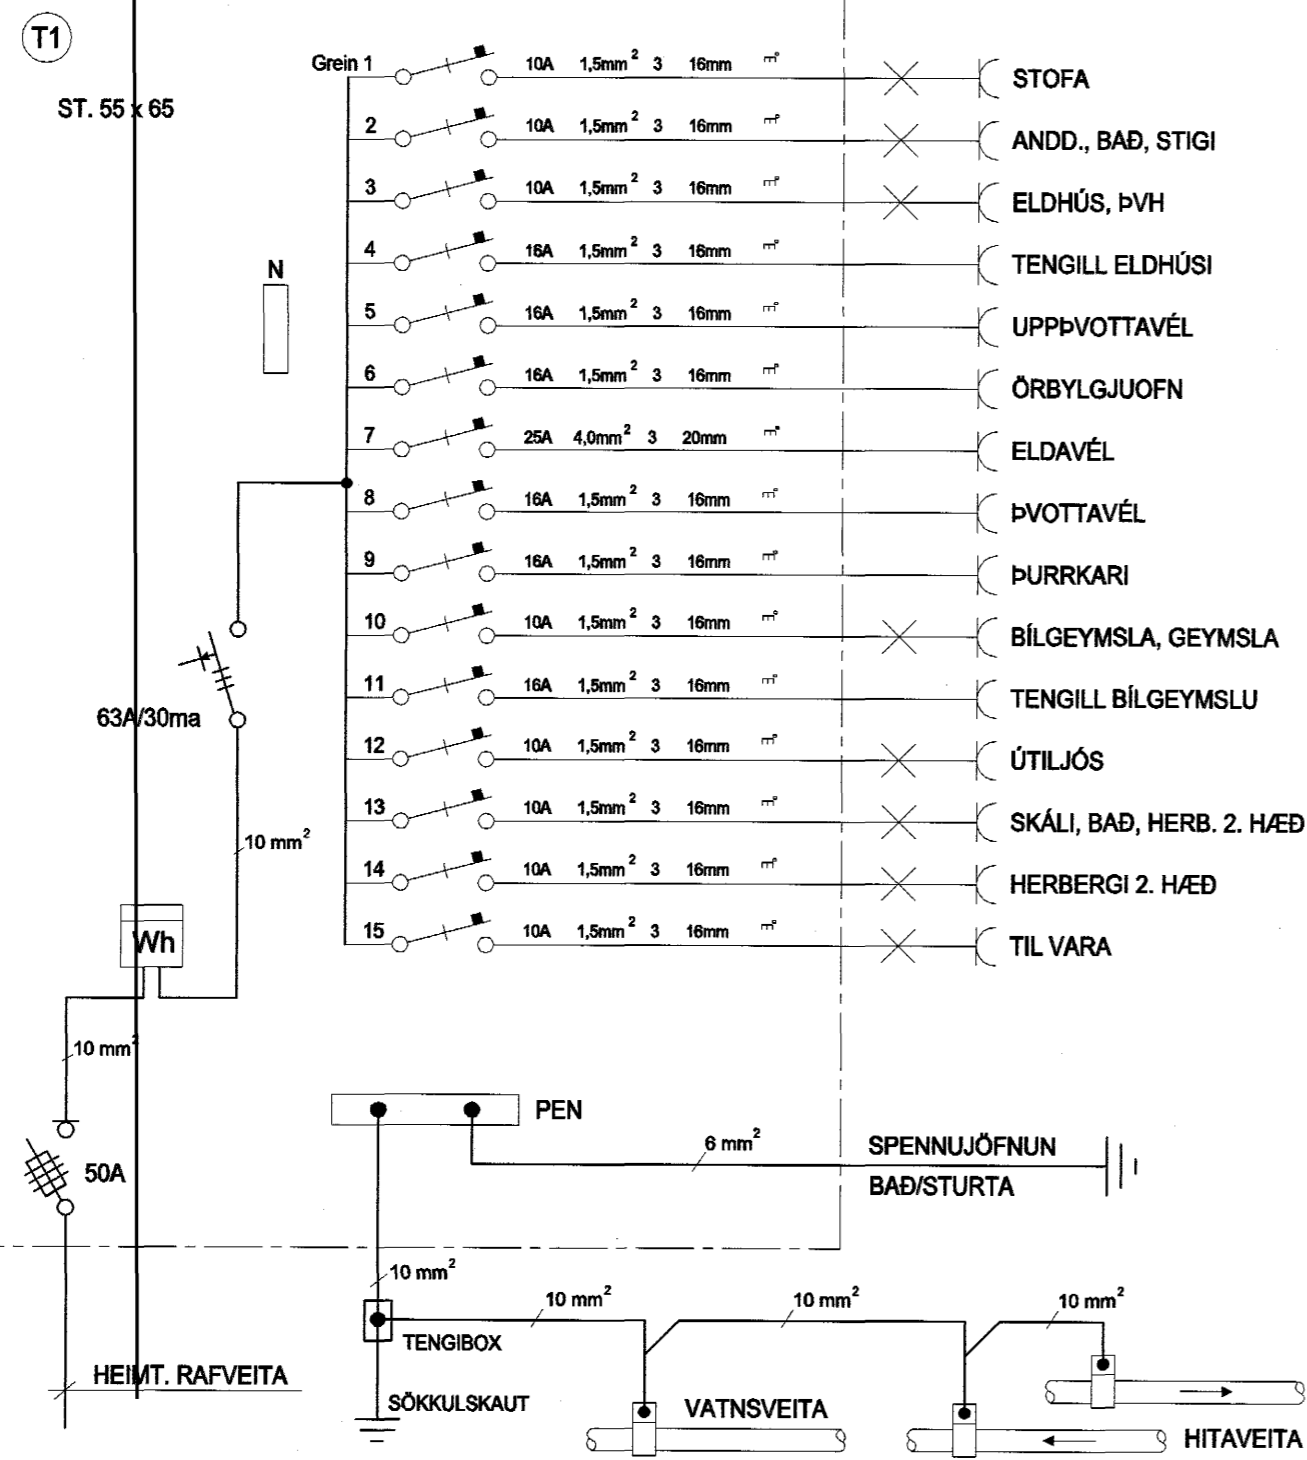 T1
ST. 55 x 65
Grein 1 10A 1,5mm² 3 16mm STOFA
2 10A 1,5mm² 3 16mm ANDD., BAÐ, STIGI
3 10A 1,5mm² 3 16mm ELDHÚS, ÞVH
4 16A 1,5mm² 3 16mm TENGILL ELDHÚSI
N
5 16A 1,5mm² 3 16mm UPPÞVOTTAVÉL
6 16A 1,5mm² 3 16mm ÖRBYLGJUOFN
7 25A 4,0mm² 3 20mm ELDAVÉL
8 16A 1,5mm² 3 16mm ÞVOTTAVÉL
9 16A 1,5mm² 3 16mm ÞURRKARI
10 10A 1,5mm² 3 16mm BÍLGEYMSLA, GEYMSLA
11 16A 1,5mm² 3 16mm TENGILL BÍLGEYMSLU
63A/30ma
12 10A 1,5mm² 3 16mm ÚTILJÓS
13 10A 1,5mm² 3 16mm SKÁLI, BAÐ, HERB. 2. HÆÐ
10 mm²
14 10A 1,5mm² 3 16mm HERBERGI 2. HÆÐ
15 10A 1,5mm² 3 16mm TIL VARA
Wh
10 mm²
PEN
6 mm²
SPENNUJÖFNUN
BAÐ/STURTA
50A
10 mm²
10 mm² 10 mm² 10 mm²
TENGIBOX
HEIMT. RAFVEITA
SÖKKULSKAUT
VATNSVEITA
HITAVEITA